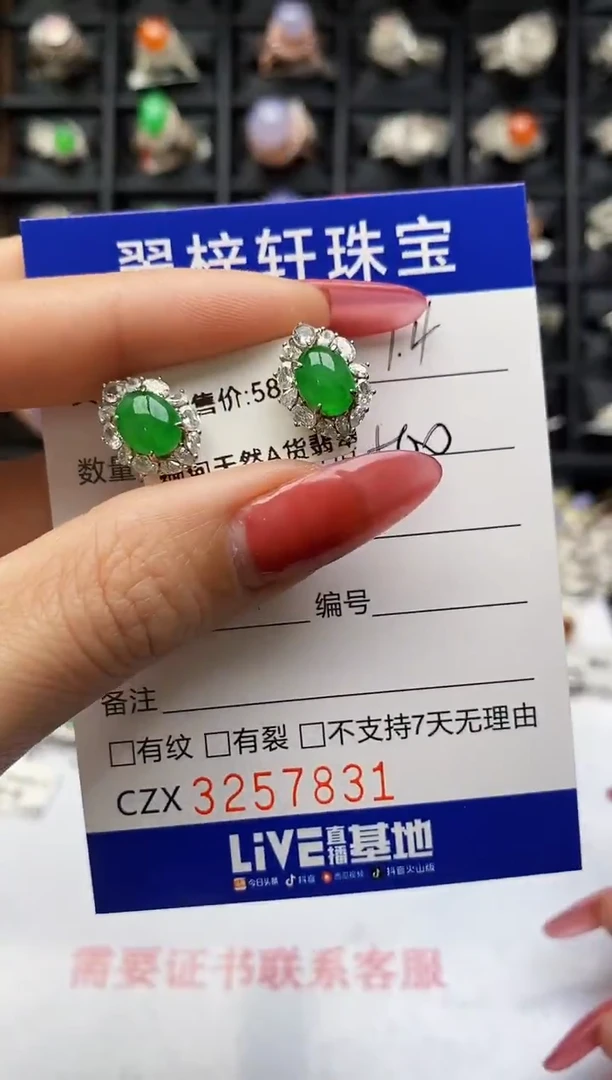 翠梓轩珠宝
1.4
售价:58
数量
缅甸天然A货翡翠
编号
备注
□有纹 □有裂 □不支持7天无理由
CZX 3257831
LiVE直播基地
今日头条 抖音 西瓜视频 抖音火山版
需要证书联系客服